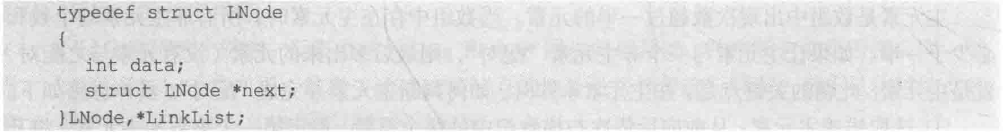 typedef struct LNode
{
int data;
struct LNode *next;
}LNode,*LinkList;